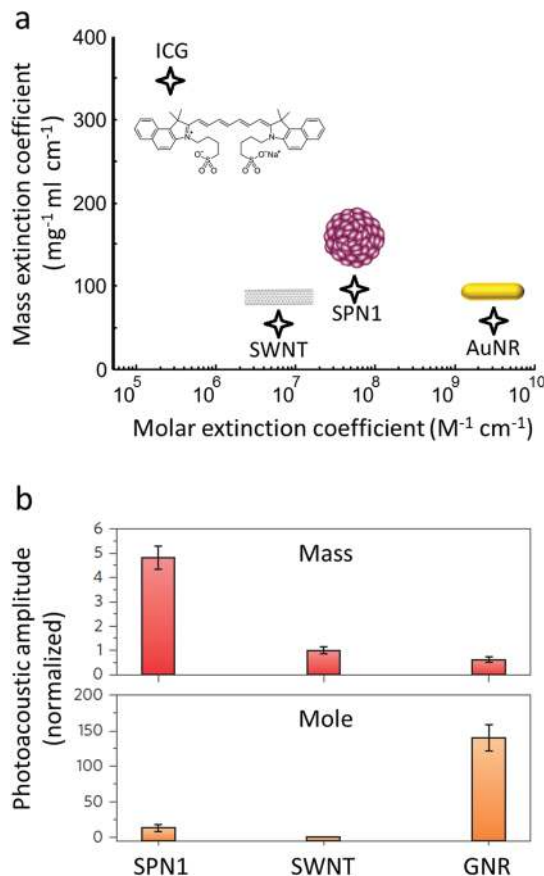 a
Mass extinction coefficient
(mg⁻¹ ml cm⁻¹)
400
300
200
100
0
ICG
N⁺
N
O⁻
O⁻Na⁺
S
S
O
O
O
O
SWNT
SPN1
AuNR
10⁵
10⁶
10⁷
10⁸
10⁹
10¹⁰
Molar extinction coefficient (M⁻¹ cm⁻¹)
b
Photoacoustic amplitude
(normalized)
6
5
4
3
2
1
0
Mass
200
150
100
50
0
Mole
SPN1
SWNT
GNR